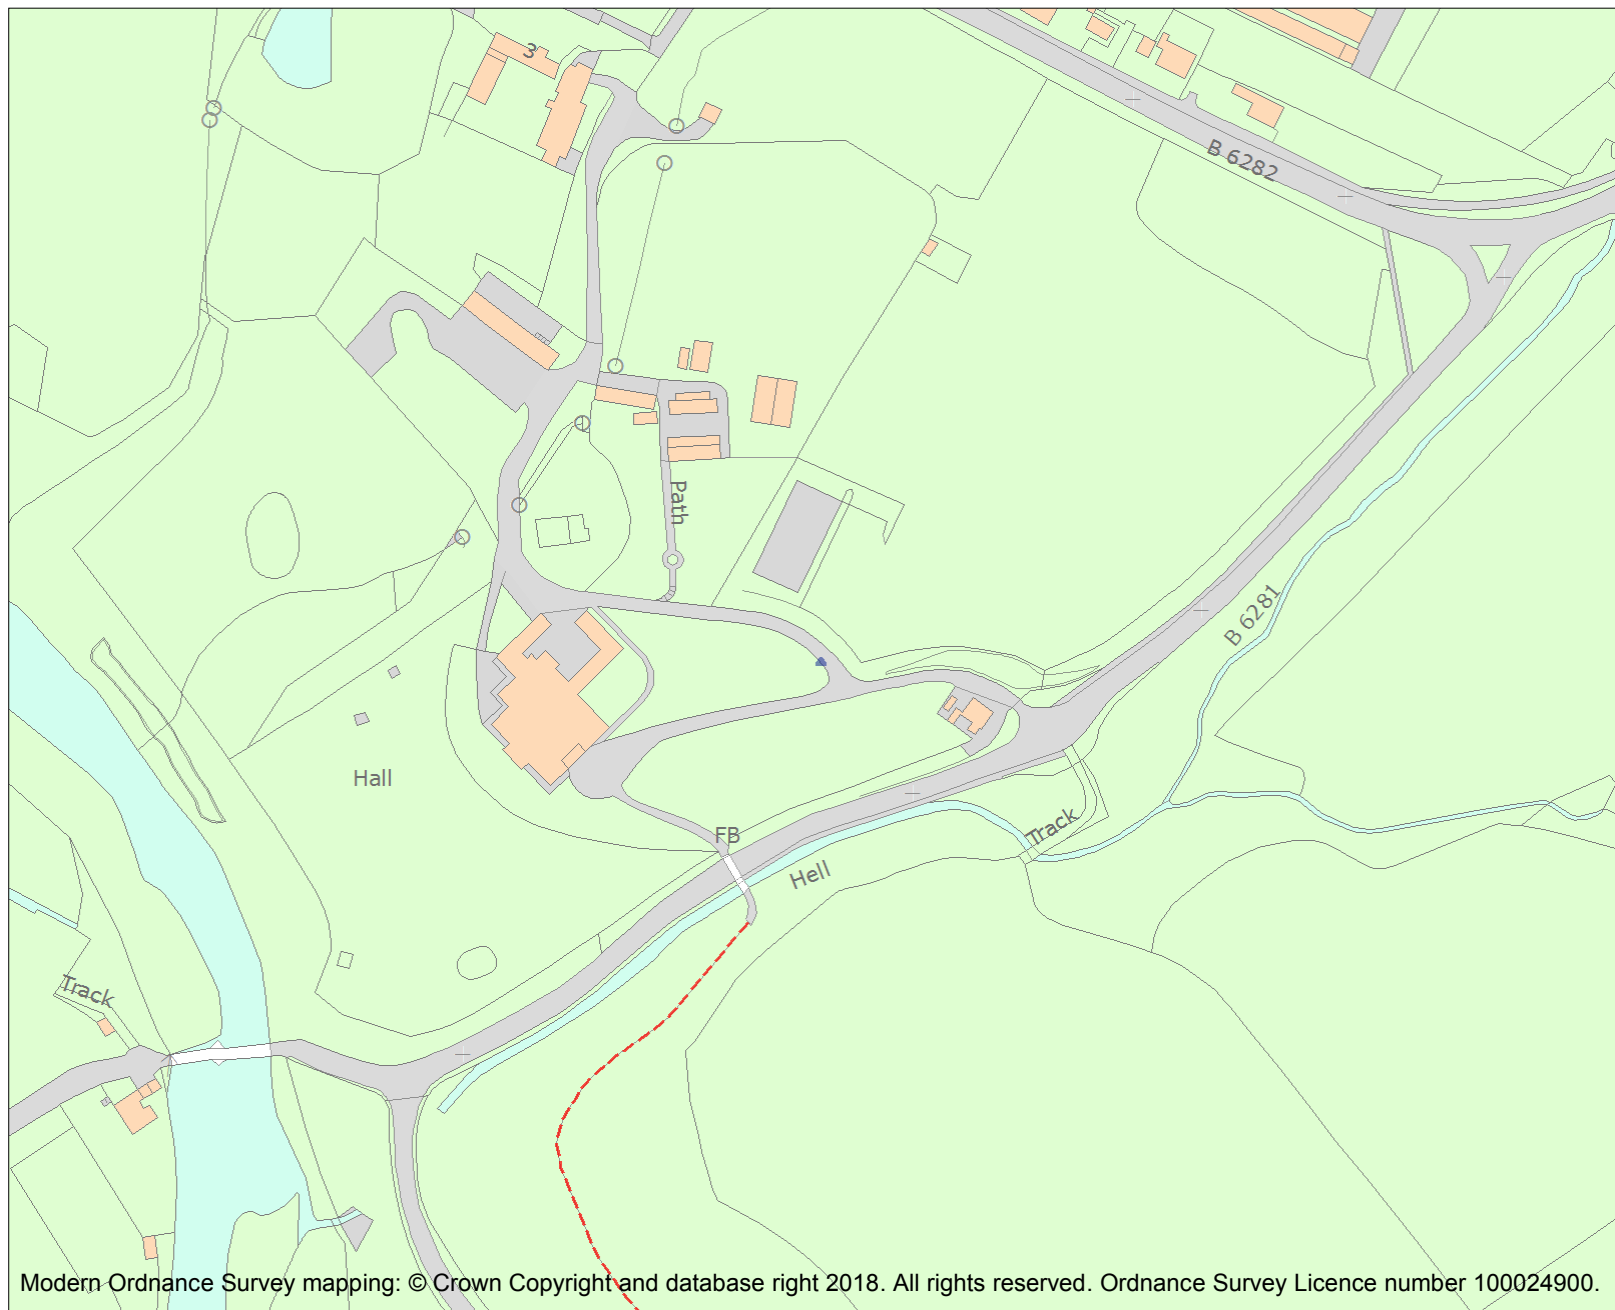 3
B 6282
Path
B 6281
Hall
FB
Track
Hell
Track
Modern Ordnance Survey mapping: © Crown Copyright and database right 2018. All rights reserved. Ordnance Survey Licence number 100024900.